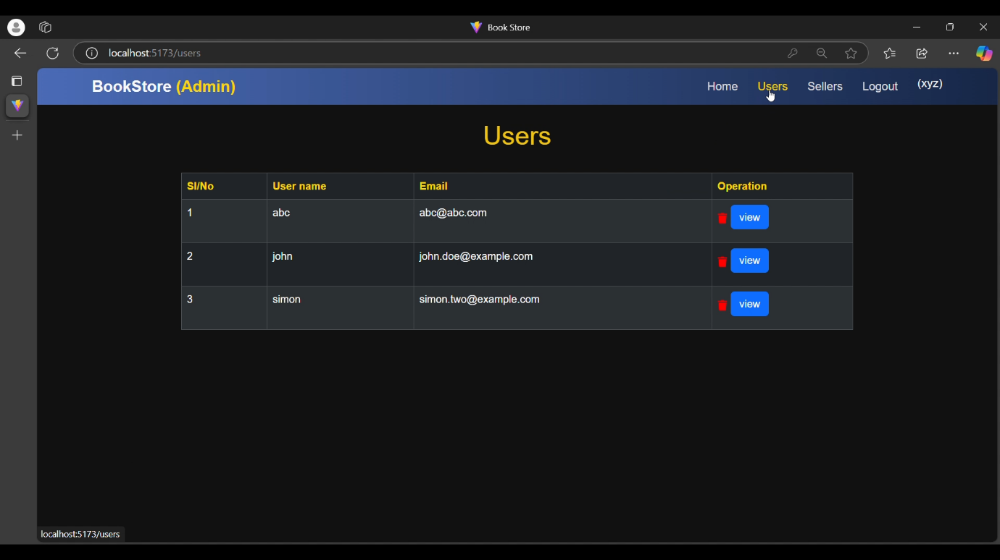 Book Store
localhost:5173/users
BookStore (Admin) Home Users Sellers Logout (xyz)
Users
Sl/No User name Email Operation
1 abc abc@abc.com view
2 john john.doe@example.com view
3 simon simon.two@example.com view
localhost:5173/users